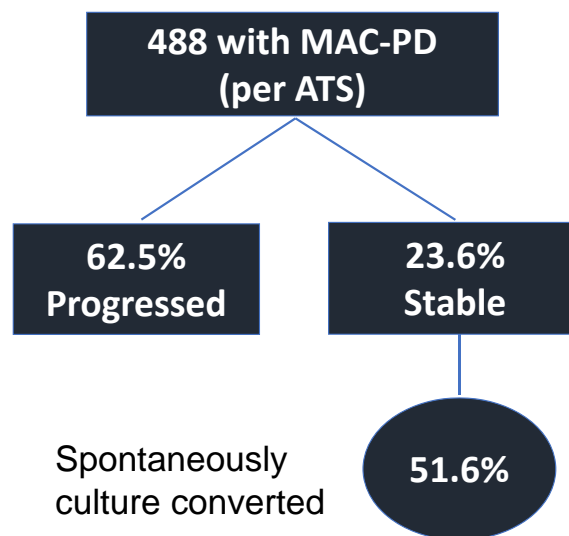 488 with MAC-PD
(per ATS)
62.5%
Progressed
23.6%
Stable
Spontaneously
culture converted
51.6%